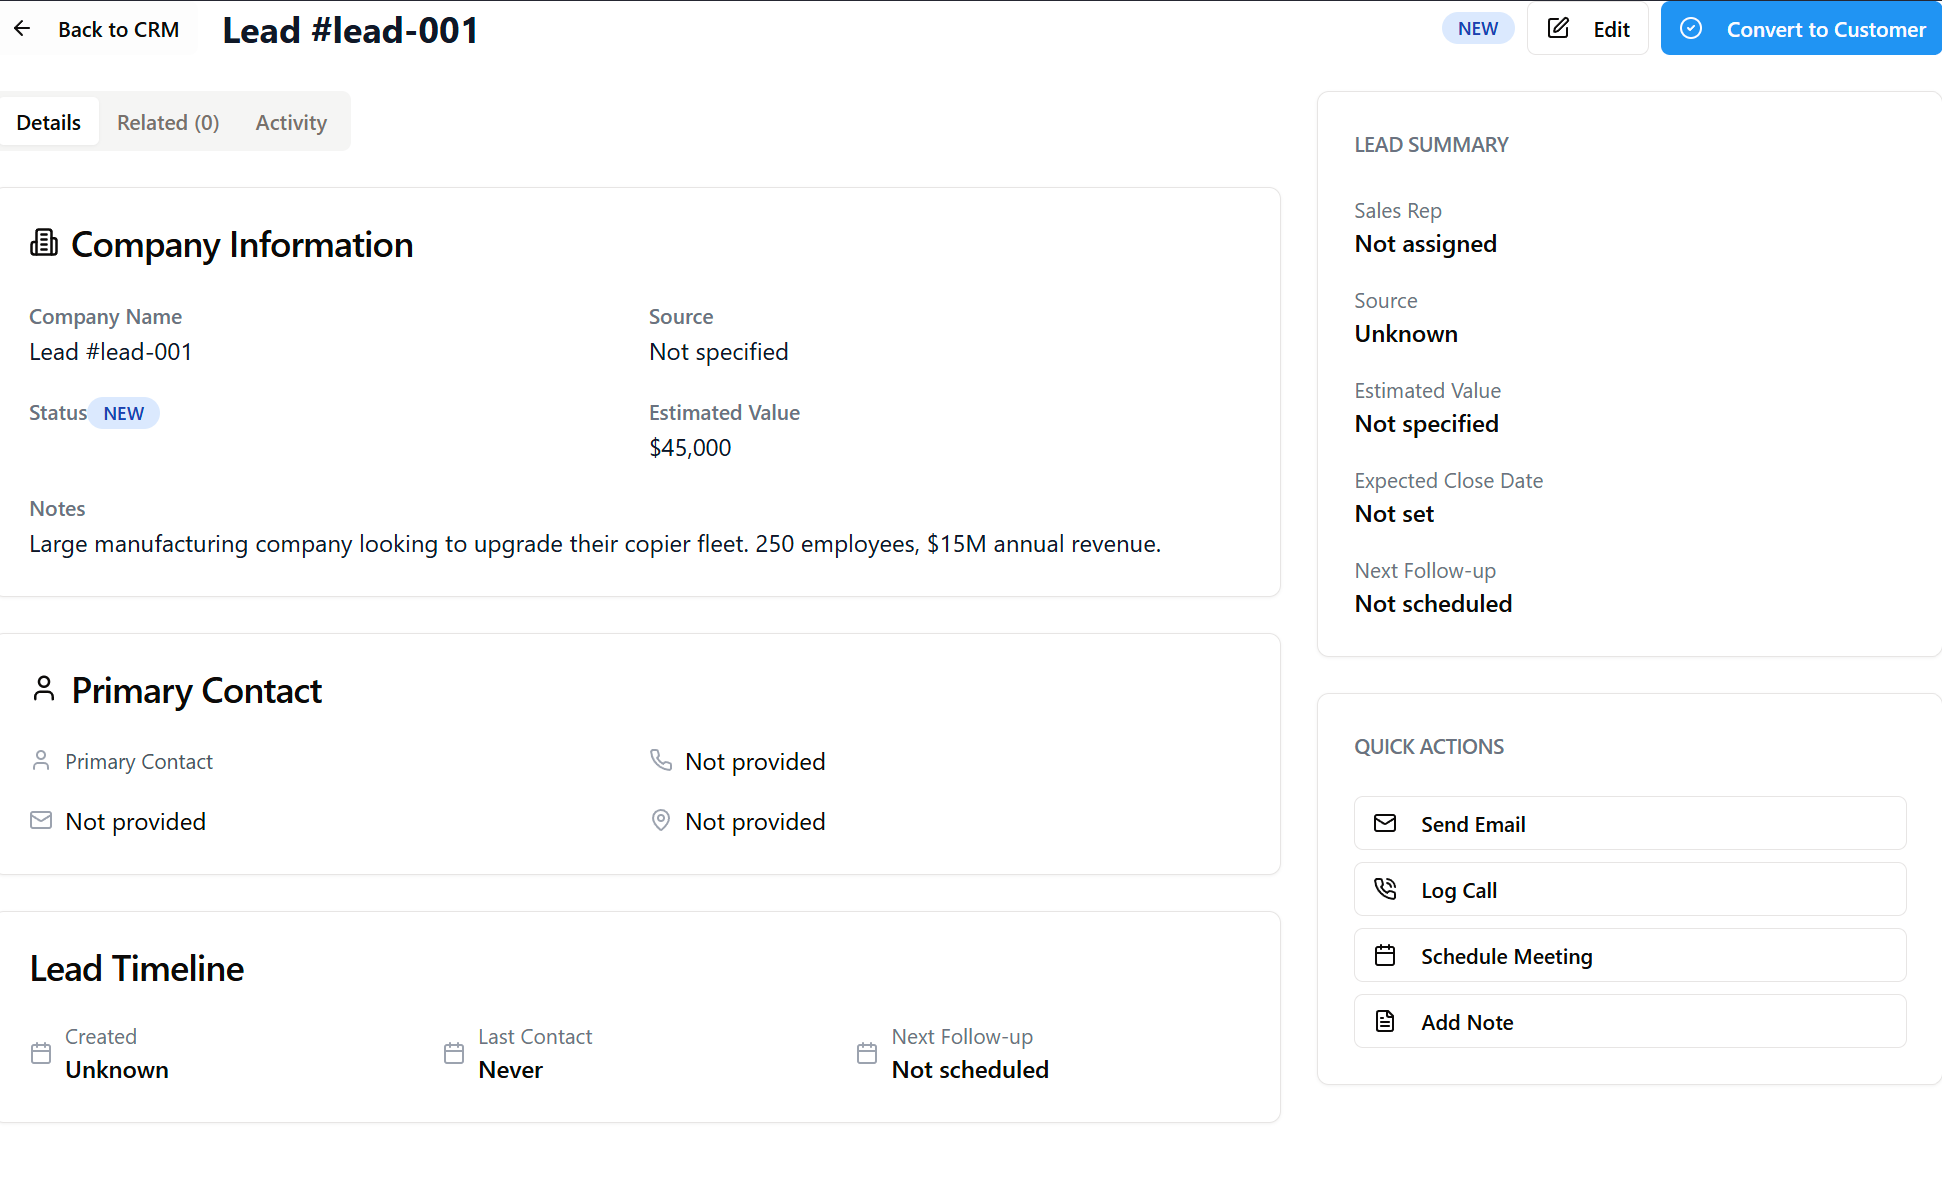 Back to CRM
Lead #lead-001
NEW
Edit
Convert to Customer
Details
Related (0)
Activity
Company Information
Company Name
Lead #lead-001
Source
Not specified
Status
NEW
Estimated Value
$45,000
Notes
Large manufacturing company looking to upgrade their copier fleet. 250 employees, $15M annual revenue.
Primary Contact
Primary Contact
Not provided
Not provided
Not provided
Lead Timeline
Created
Unknown
Last Contact
Never
Next Follow-up
Not scheduled
LEAD SUMMARY
Sales Rep
Not assigned
Source
Unknown
Estimated Value
Not specified
Expected Close Date
Not set
Next Follow-up
Not scheduled
QUICK ACTIONS
Send Email
Log Call
Schedule Meeting
Add Note